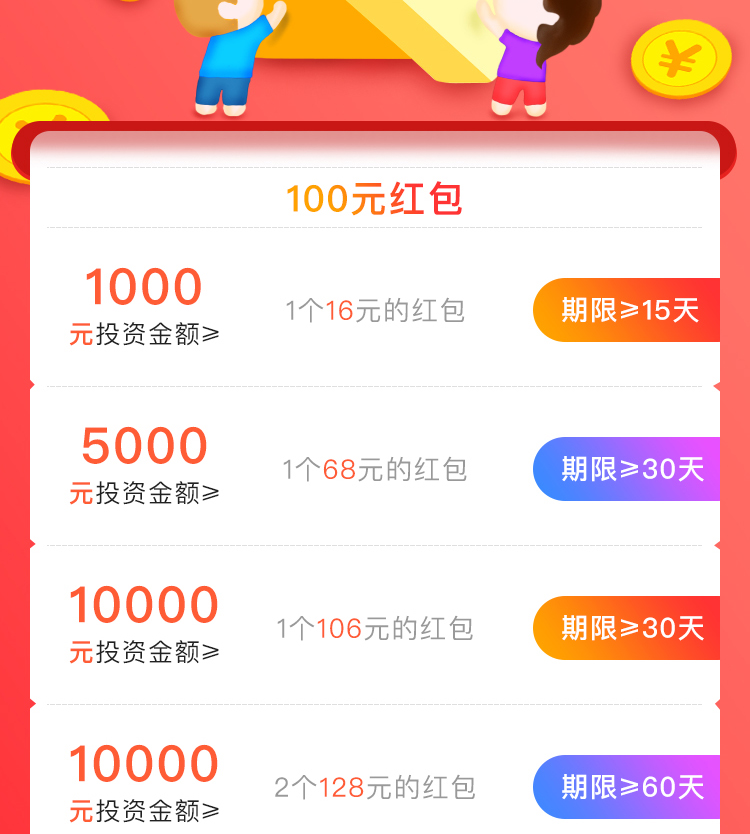 ¥
100元红包
1000
元投资金额≥
1个16元的红包
期限≥15天
5000
元投资金额≥
1个68元的红包
期限≥30天
10000
元投资金额≥
1个106元的红包
期限≥30天
10000
元投资金额≥
2个128元的红包
期限≥60天